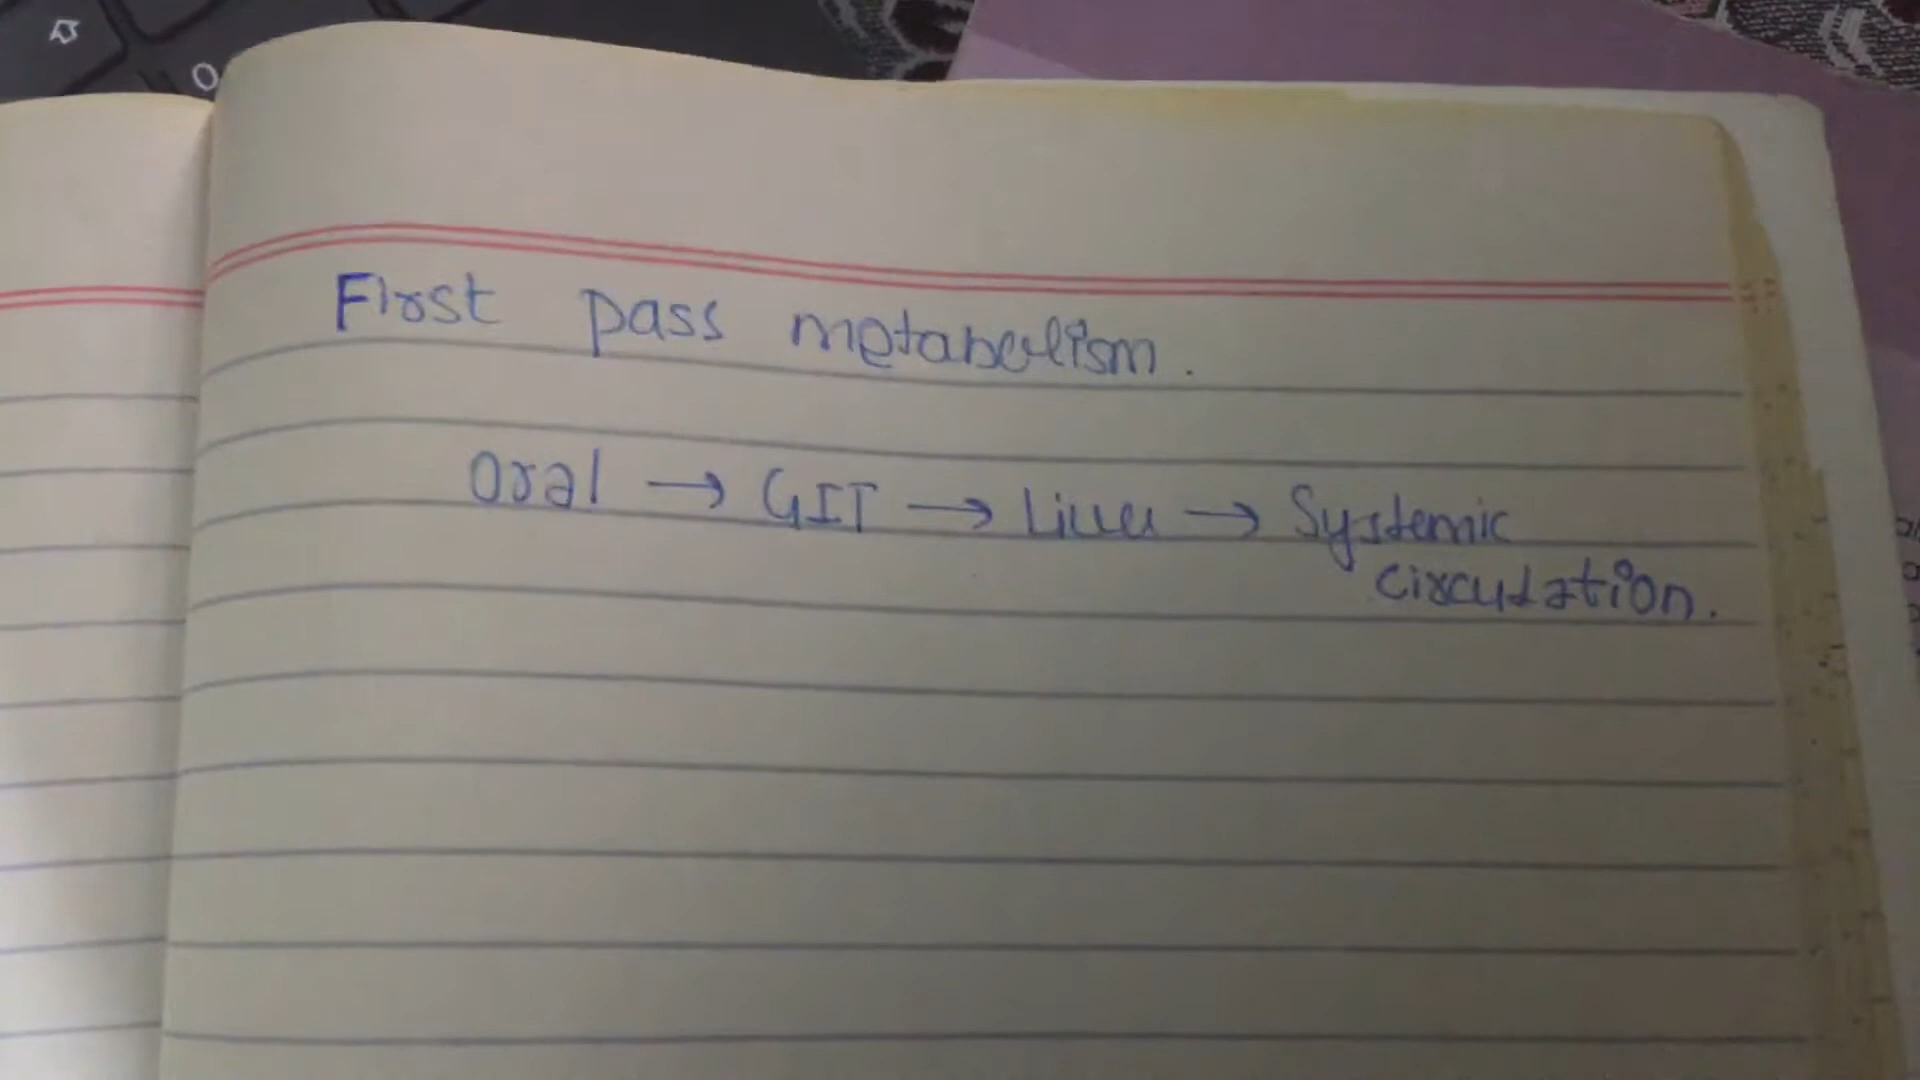 First pass metabolism.
Oral → GIT → Liver → Systemic
circulation.